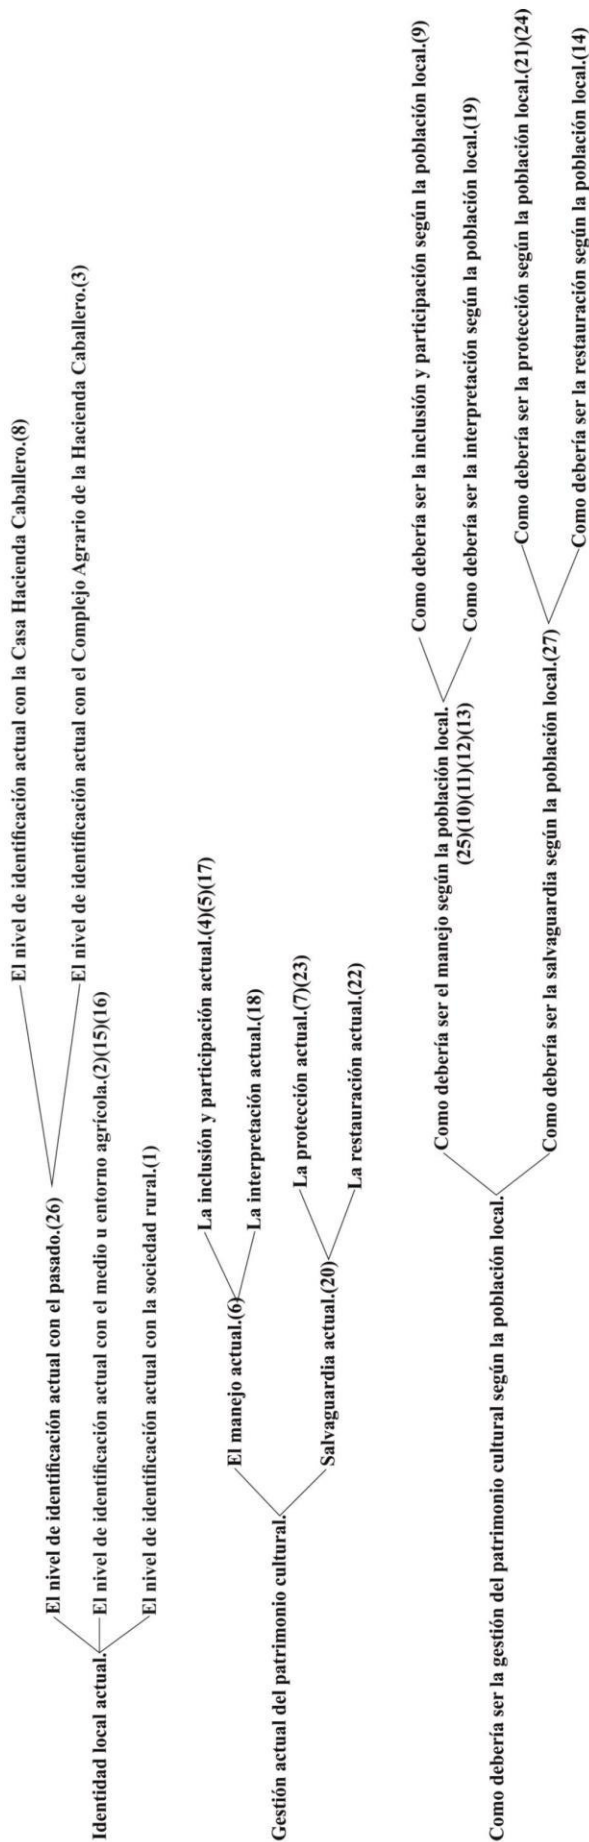 Identidad local actual.
El nivel de identificación actual con el pasado.(26)
El nivel de identificación actual con la Casa Hacienda Caballero.(8)
El nivel de identificación actual con el Complejo Agrario de la Hacienda Caballero.(3)
El nivel de identificación actual con el medio u entorno agrícola.(2)(15)(16)
El nivel de identificación actual con la sociedad rural.(1)
Gestión actual del patrimonio cultural.
El manejo actual.(6)
La inclusión y participación actual.(4)(5)(17)
La interpretación actual.(18)
Salvaguardia actual.(20)
La protección actual.(7)(23)
La restauración actual.(22)
Como debería ser la gestión del patrimonio cultural según la población local.
Como debería ser el manejo según la población local.
(25)(10)(11)(12)(13)
Como debería ser la inclusión y participación según la población local.(9)
Como debería ser la interpretación según la población local.(19)
Como debería ser la salvaguardia según la población local.(27)
Como debería ser la protección según la población local.(21)(24)
Como debería ser la restauración según la población local.(14)